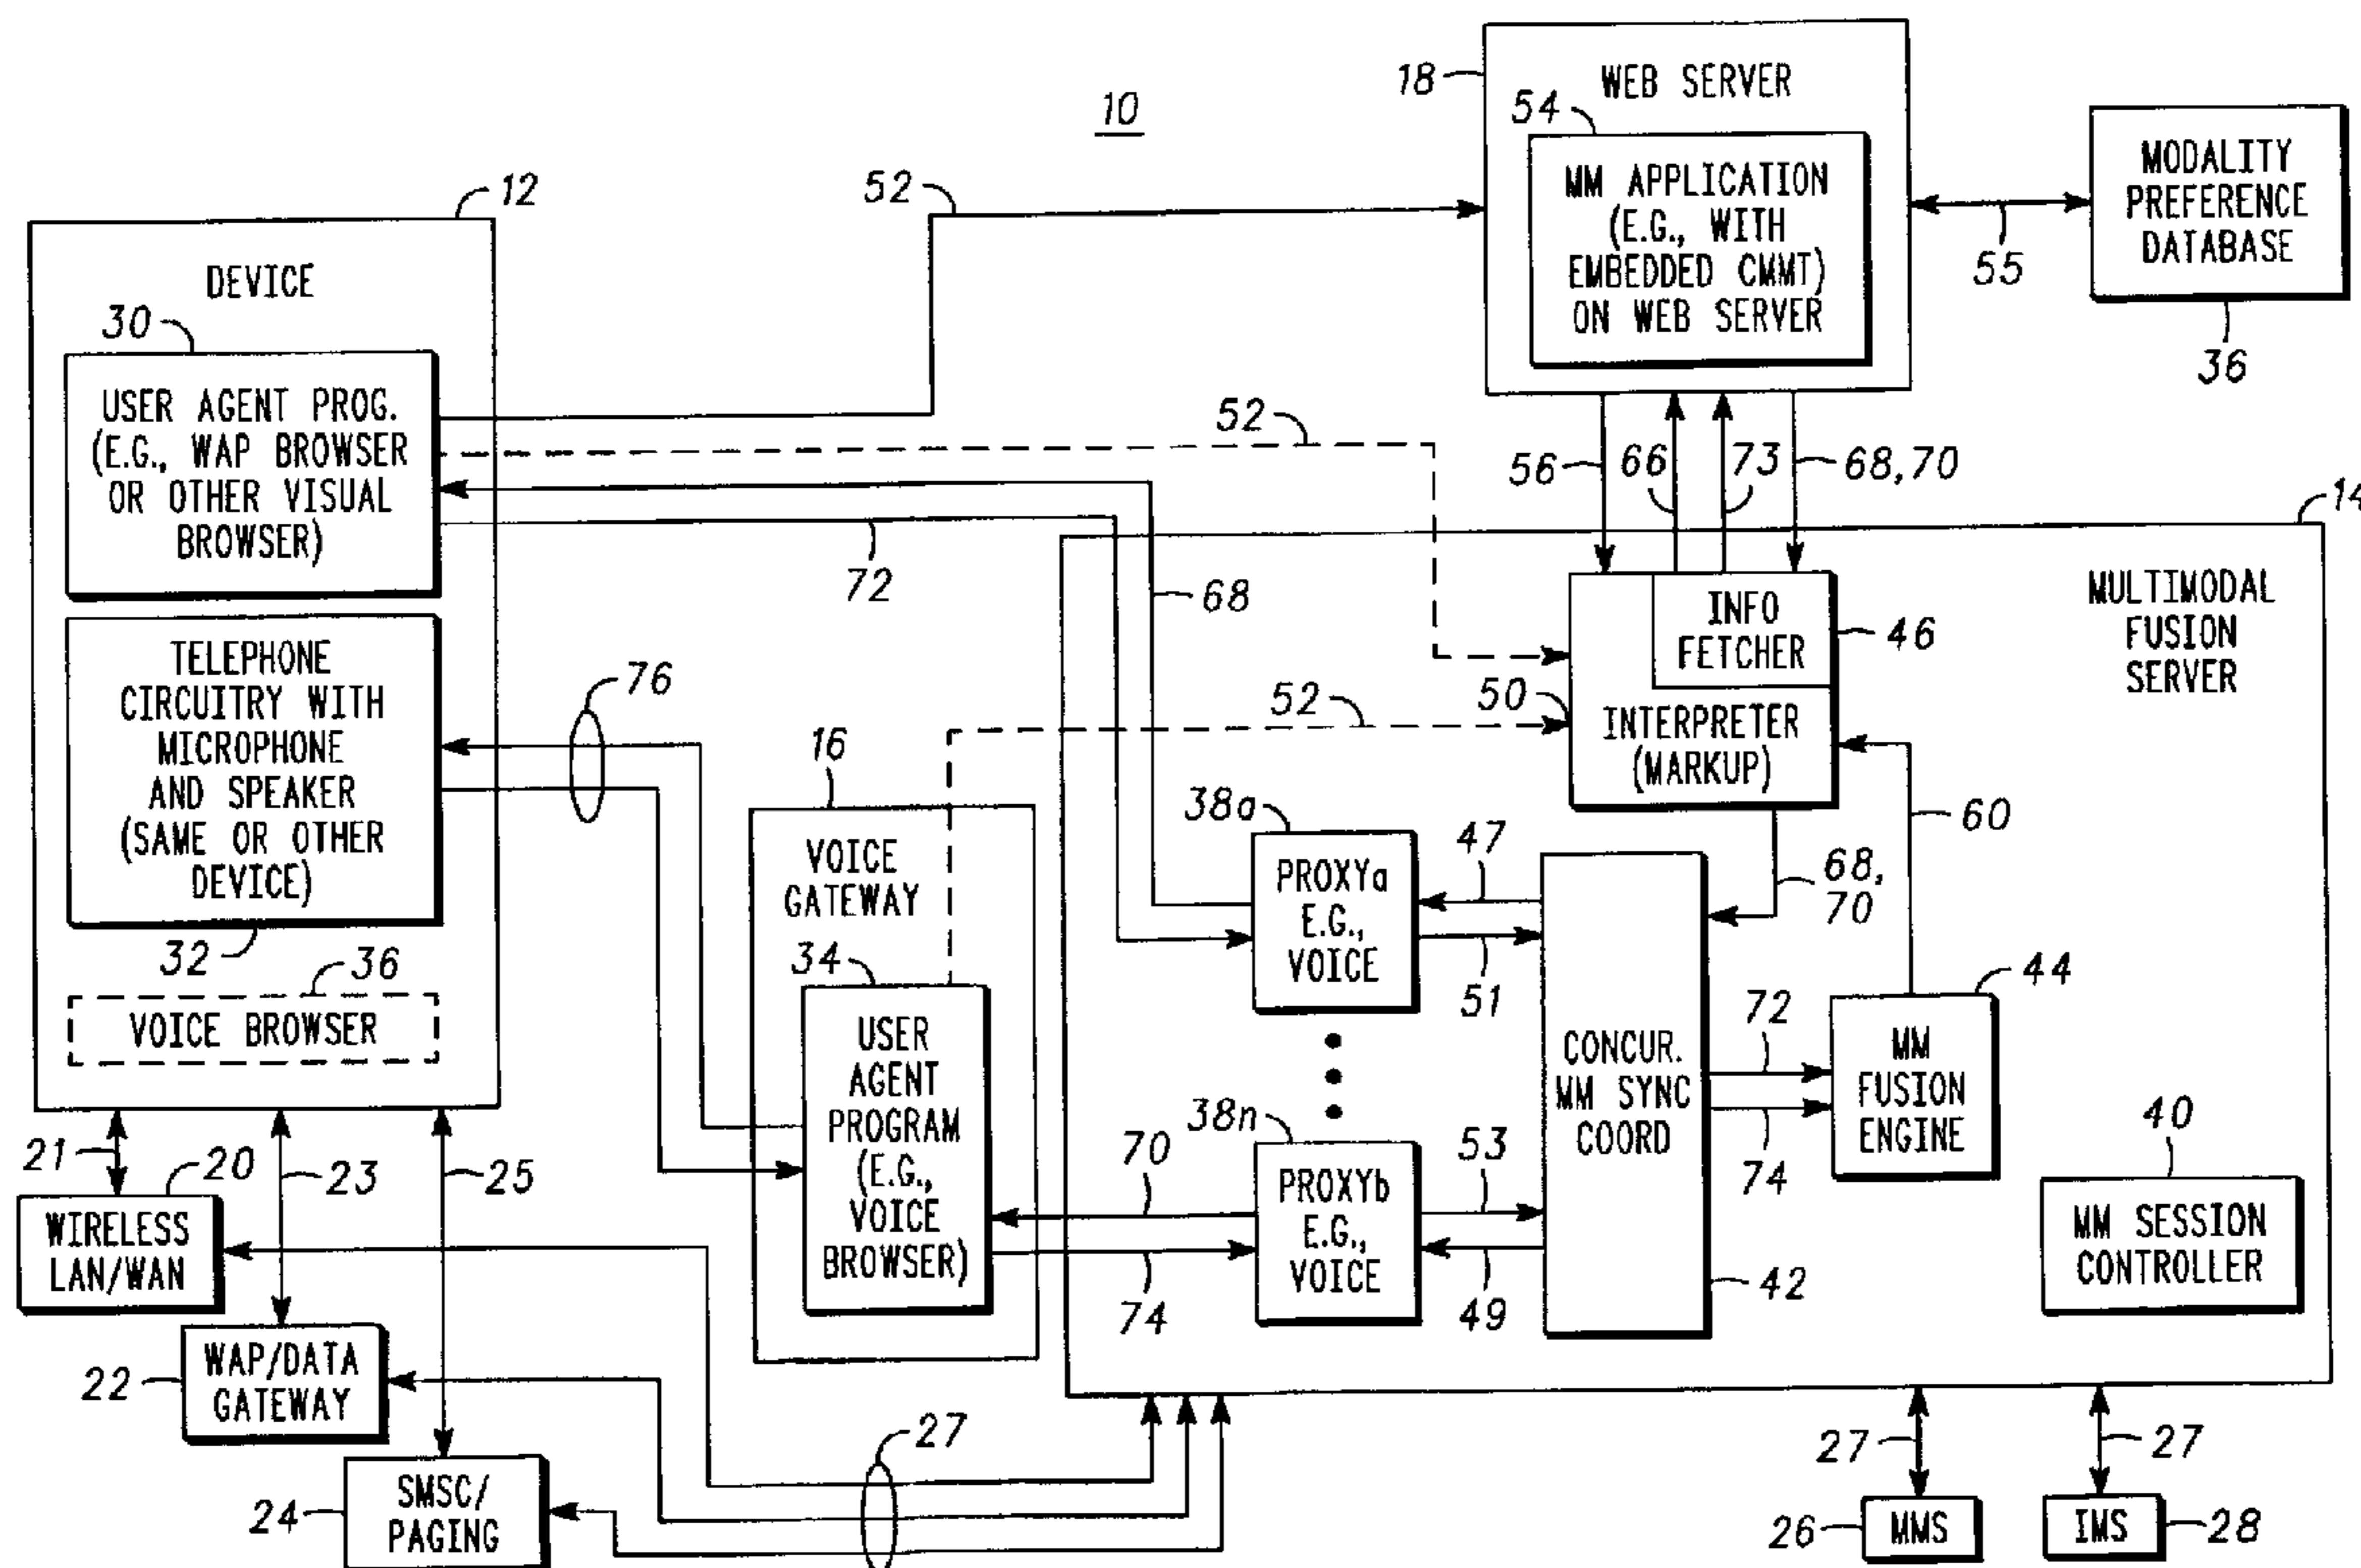 10
18
WEB SERVER
54
MM APPLICATION
(E.G., WITH
EMBEDDED CMMT)
ON WEB SERVER
55
MODALITY
PREFERENCE
DATABASE
36
12
DEVICE
30
USER AGENT PROG.
(E.G., WAP BROWSER
OR OTHER VISUAL
BROWSER)
TELEPHONE
CIRCUITRY WITH
MICROPHONE
AND SPEAKER
(SAME OR OTHER
DEVICE)
32
36
VOICE BROWSER
52
52
72
68
76
52
56
66
73
68,70
14
MULTIMODAL
FUSION
SERVER
INFO
FETCHER
46
50
INTERPRETER
(MARKUP)
60
68,
70
16
VOICE
GATEWAY
34
USER
AGENT
PROGRAM
(E.G.,
VOICE
BROWSER)
38a
PROXYa
E.G.,
VOICE
47
51
38n
PROXYb
E.G.,
VOICE
53
49
70
74
CONCUR.
MM SYNC
COORD
42
72
74
44
MM
FUSION
ENGINE
40
MM SESSION
CONTROLLER
21
20
23
25
WIRELESS
LAN/WAN
22
WAP/DATA
GATEWAY
24
SMSC/
PAGING
27
27
27
26
MMS
IMS
28